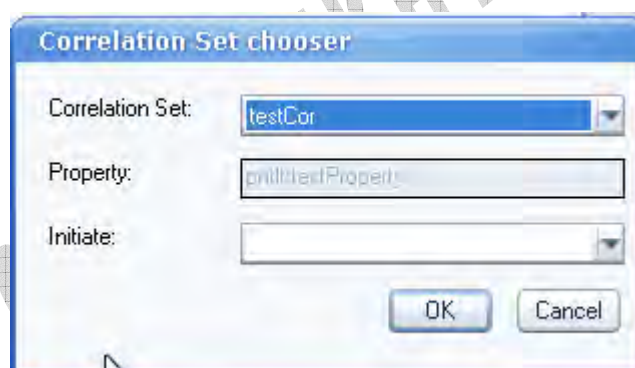 Correlation Set chooser
Correlation Set: testCor
Property:
Initiate:
OK Cancel